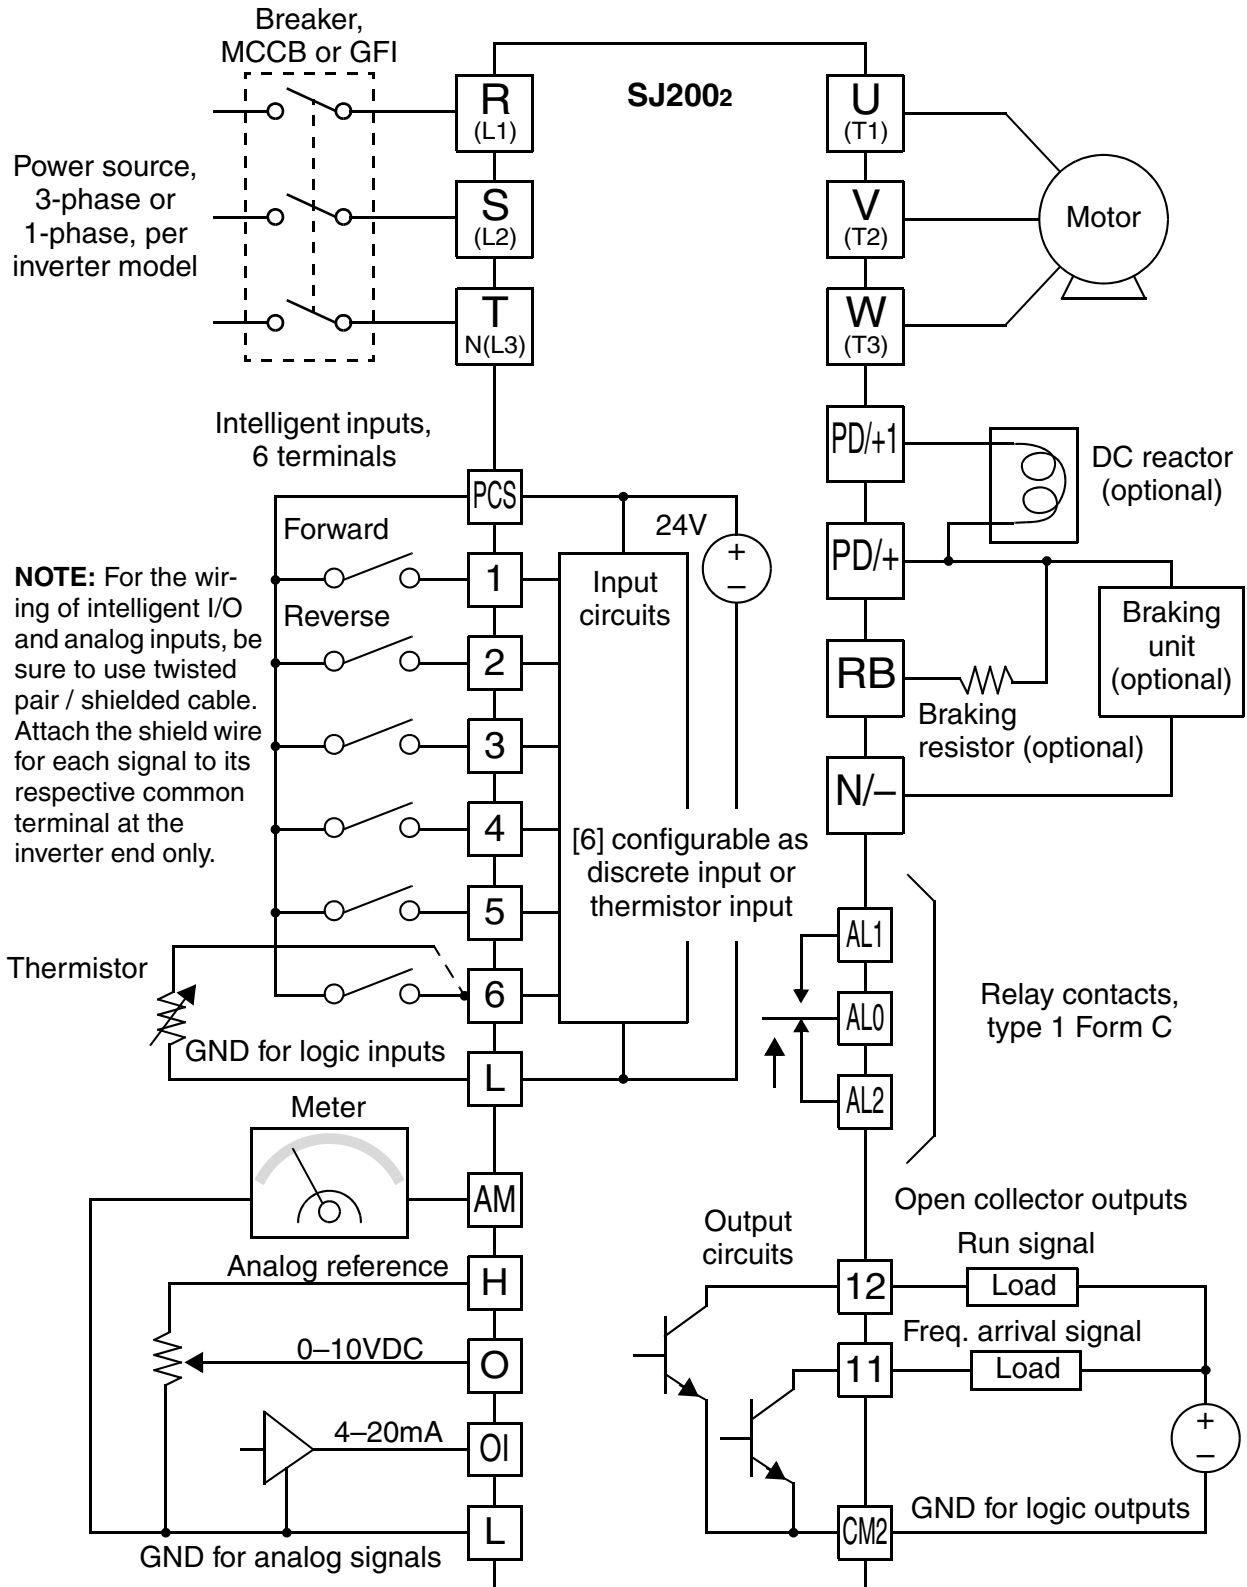 Breaker,
MCCB or GFI
SJ2002
R
(L1)
U
(T1)
Power source,
3-phase or
1-phase, per
inverter model
S
(L2)
V
(T2)
Motor
T
N(L3)
W
(T3)
Intelligent inputs,
6 terminals
PD/+1
DC reactor
(optional)
PCS
24V
+
–
Forward
PD/+
NOTE: For the wir-
ing of intelligent I/O
and analog inputs, be
sure to use twisted
pair / shielded cable.
Attach the shield wire
for each signal to its
respective common
terminal at the
inverter end only.
1
Input
circuits
Reverse
2
3
4
5
6
Braking
unit
(optional)
RB
Braking
resistor (optional)
N/–
[6] configurable as
discrete input or
thermistor input
AL1
AL0
AL2
Relay contacts,
type 1 Form C
Thermistor
GND for logic inputs
L
Meter
AM
Open collector outputs
Output
circuits
Run signal
12
Load
Analog reference
H
Freq. arrival signal
11
Load
0–10VDC
O
+
–
4–20mA
OI
GND for logic outputs
CM2
L
GND for analog signals